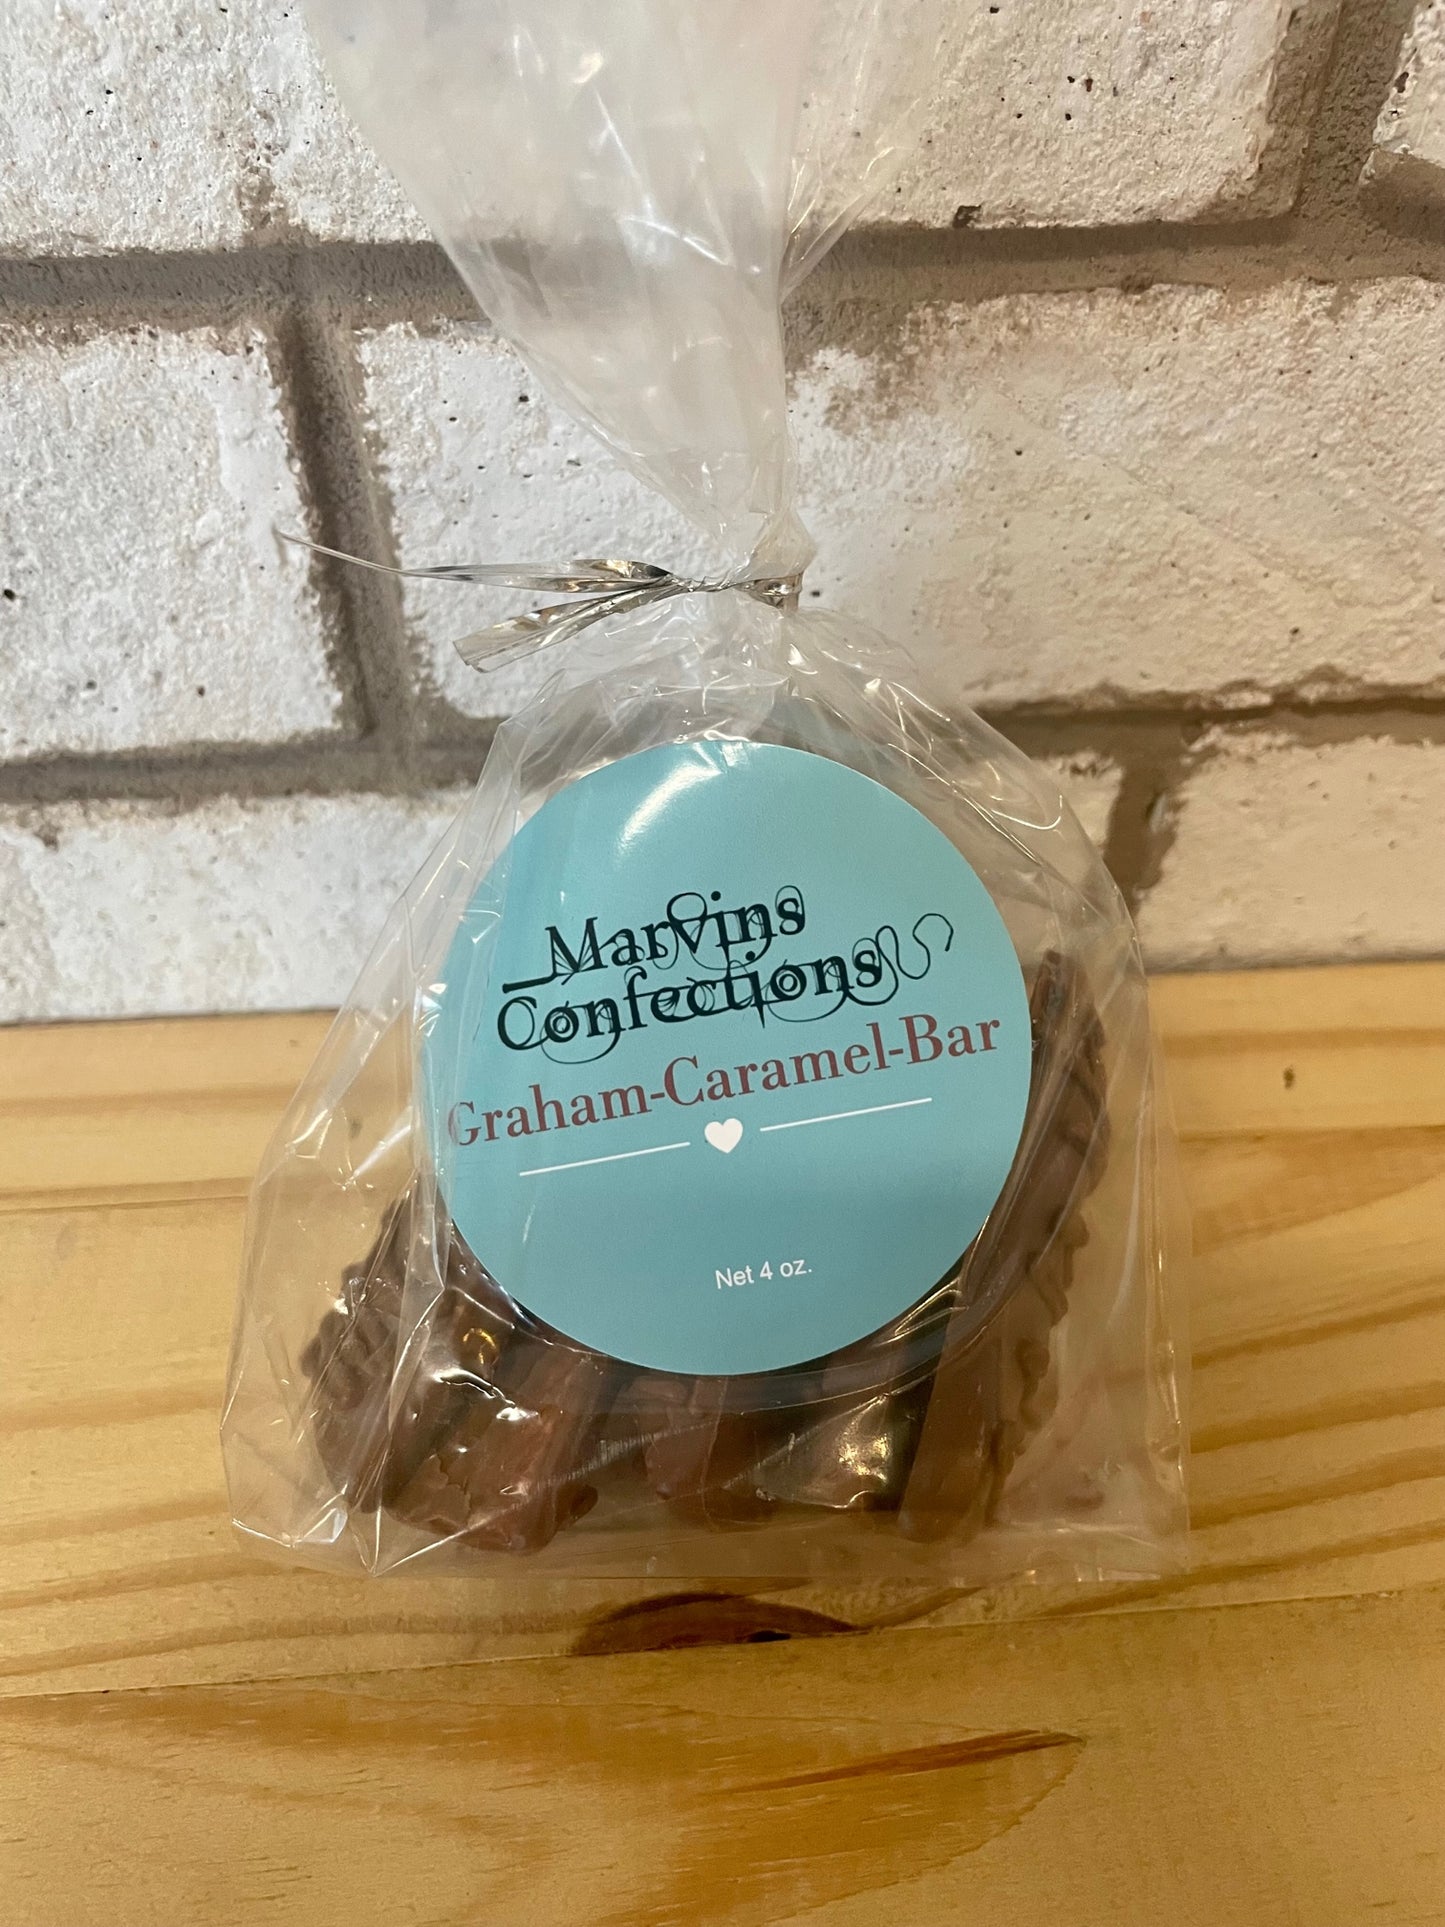 Marvins
Confections
Graham-Caramel-Bar
Net 4 oz.